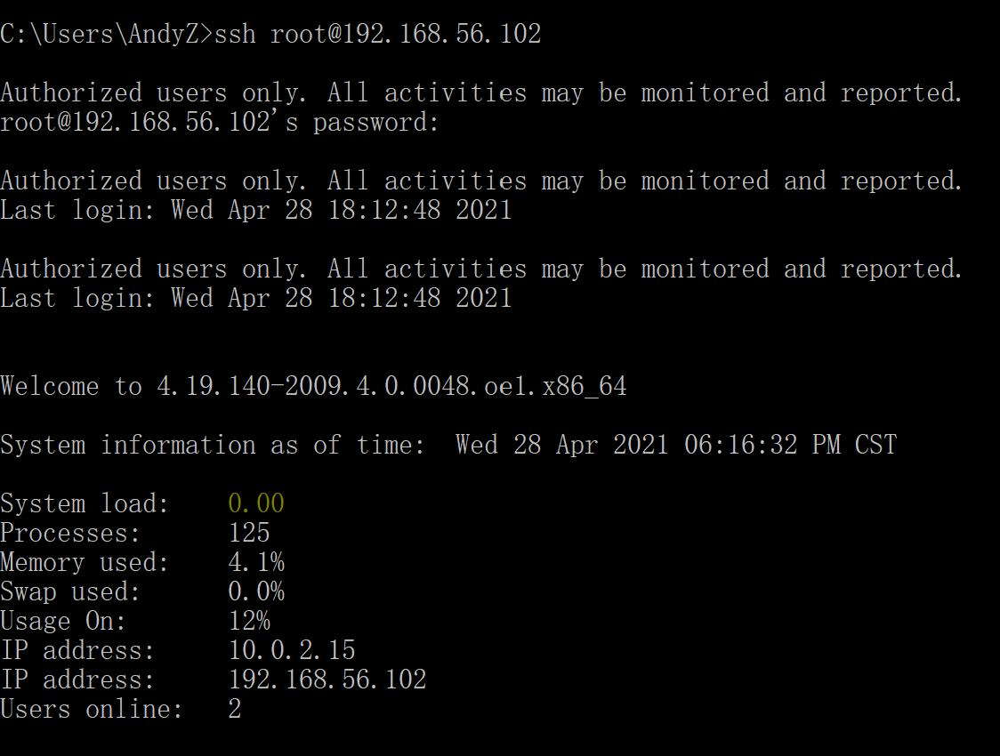 C:\Users\AndyZ>ssh root@192.168.56.102
Authorized users only. All activities may be monitored and reported.
root@192.168.56.102's password:
Authorized users only. All activities may be monitored and reported.
Last login: Wed Apr 28 18:12:48 2021
Authorized users only. All activities may be monitored and reported.
Last login: Wed Apr 28 18:12:48 2021
Welcome to 4.19.140-2009.4.0.0048.oe1.x86_64
System information as of time:  Wed 28 Apr 2021 06:16:32 PM CST
System load:    0.00
Processes:      125
Memory used:    4.1%
Swap used:      0.0%
Usage On:       12%
IP address:     10.0.2.15
IP address:     192.168.56.102
Users online:   2